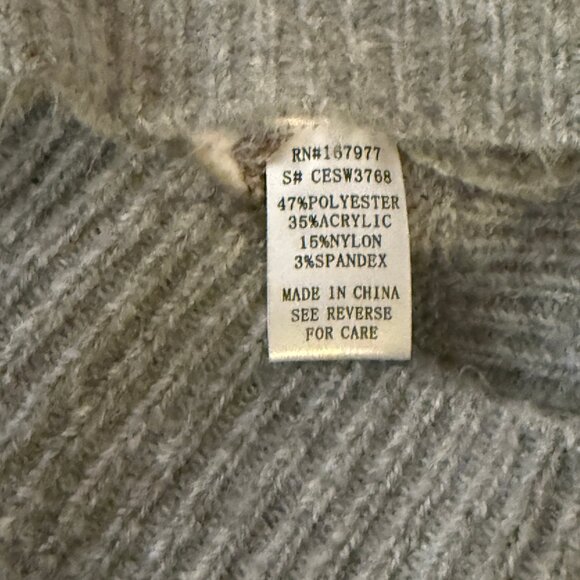 RN#167977
S# CESW3768
47%POLYESTER
35%ACRYLIC
15%NYLON
3%SPANDEX
MADE IN CHINA
SEE REVERSE
FOR CARE